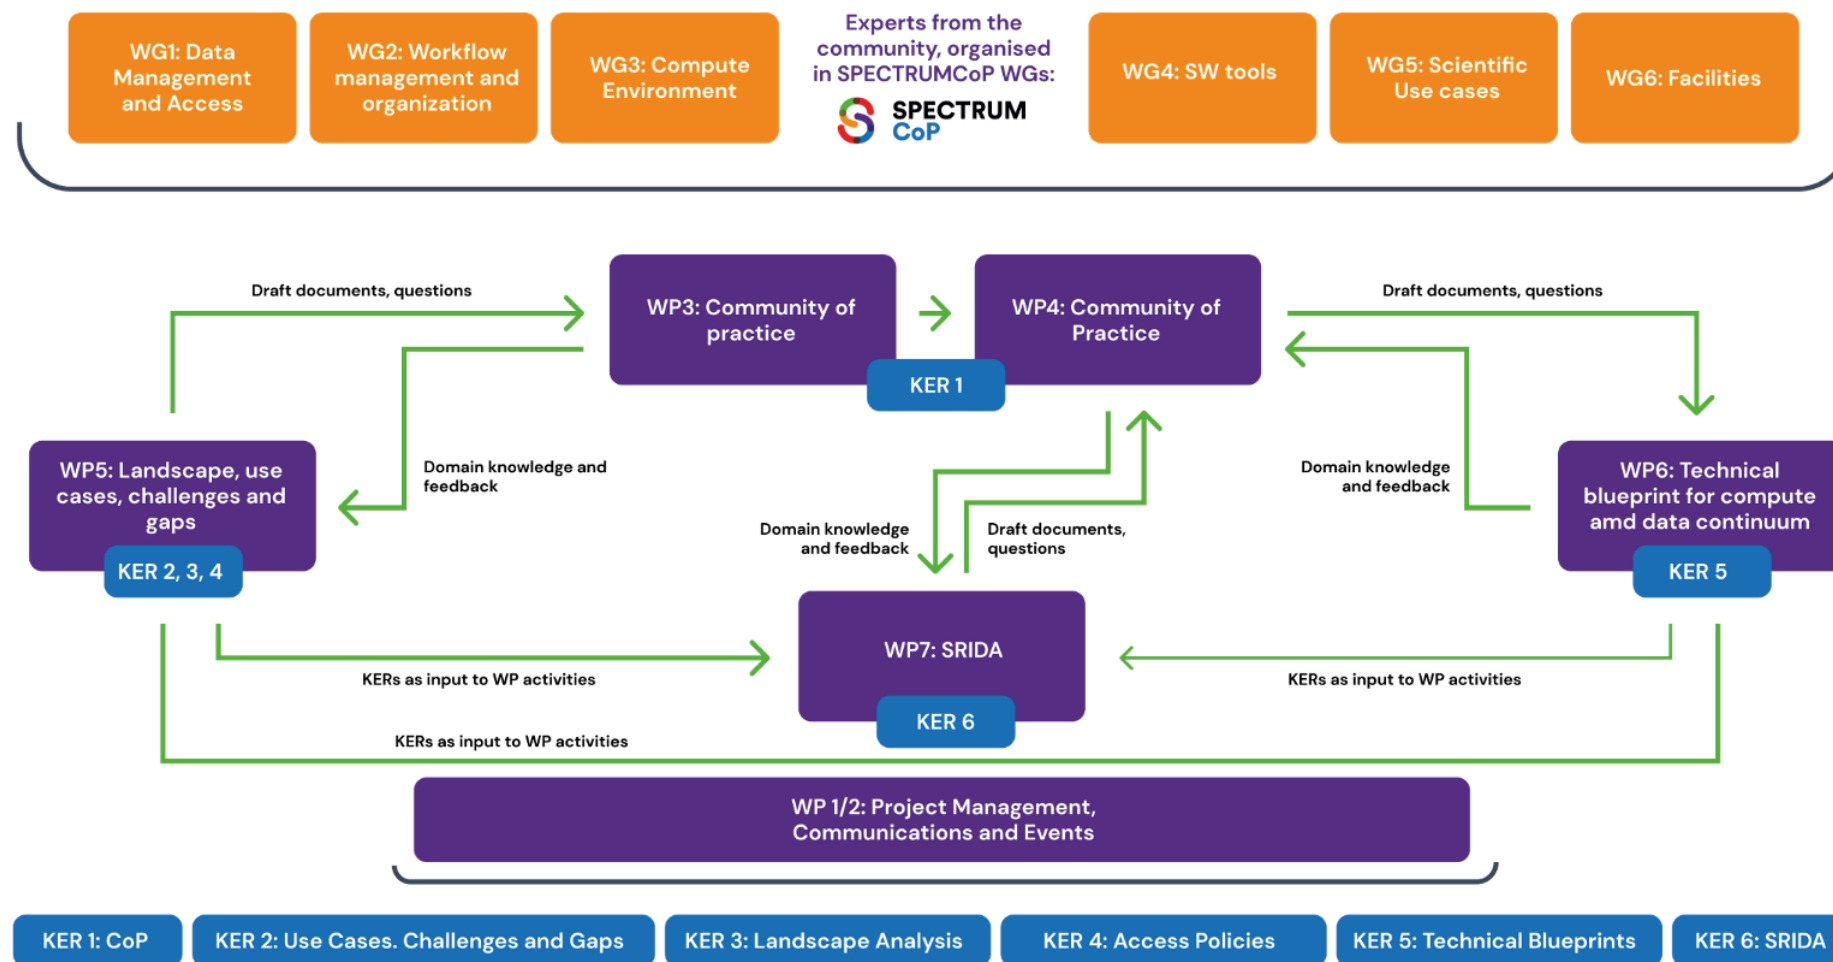 WG1: Data
Management
and Access
WG2: Workflow
management and
organization
WG3: Compute
Environment
Experts from the
community, organised
in SPECTRUMCoP WGs:
SPECTRUM
CoP
WG4: SW tools
WG5: Scientific
Use cases
WG6: Facilities
Draft documents, questions
WP3: Community of
practice
WP4: Community of
Practice
KER 1
Draft documents, questions
WP5: Landscape, use
cases, challenges and
gaps
KER 2, 3, 4
Domain knowledge and
feedback
Domain knowledge
and feedback
Draft documents,
questions
Domain knowledge
and feedback
WP6: Technical
blueprint for compute
amd data continuum
KER 5
WP7: SRIDA
KER 6
KERs as input to WP activities
KERs as input to WP activities
KERs as input to WP activities
WP 1/2: Project Management,
Communications and Events
KER 1: CoP
KER 2: Use Cases. Challenges and Gaps
KER 3: Landscape Analysis
KER 4: Access Policies
KER 5: Technical Blueprints
KER 6: SRIDA